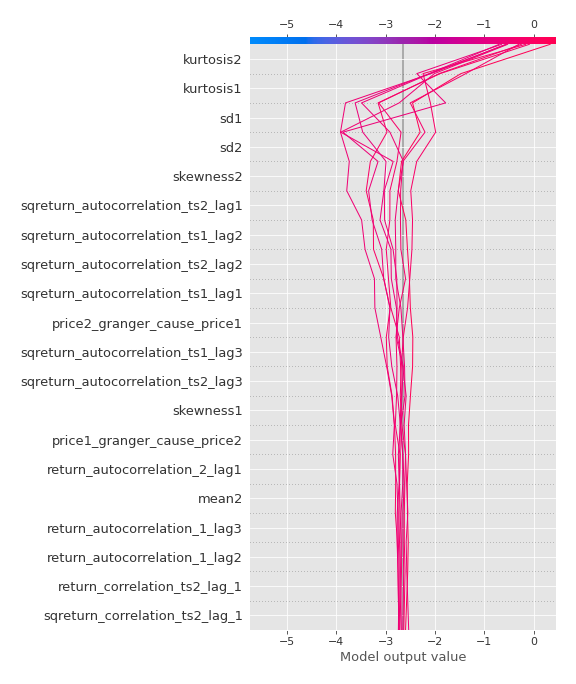 −5 −4 −3 −2 −1 0
kurtosis2
kurtosis1
sd1
sd2
skewness2
sqreturn_autocorrelation_ts2_lag1
sqreturn_autocorrelation_ts1_lag2
sqreturn_autocorrelation_ts2_lag2
sqreturn_autocorrelation_ts1_lag1
price2_granger_cause_price1
sqreturn_autocorrelation_ts1_lag3
sqreturn_autocorrelation_ts2_lag3
skewness1
price1_granger_cause_price2
return_autocorrelation_2_lag1
mean2
return_autocorrelation_1_lag3
return_autocorrelation_1_lag2
return_correlation_ts2_lag_1
sqreturn_correlation_ts2_lag_1
−5 −4 −3 −2 −1 0
Model output value